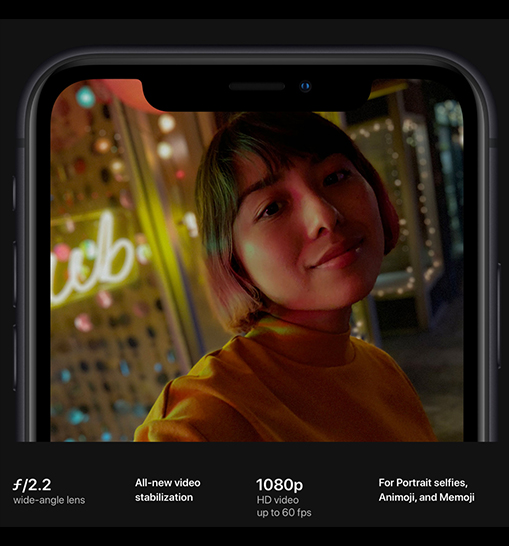 ub
ƒ/2.2
wide-angle lens
All-new video
stabilization
1080p
HD video
up to 60 fps
For Portrait selfies,
Animoji, and Memoji